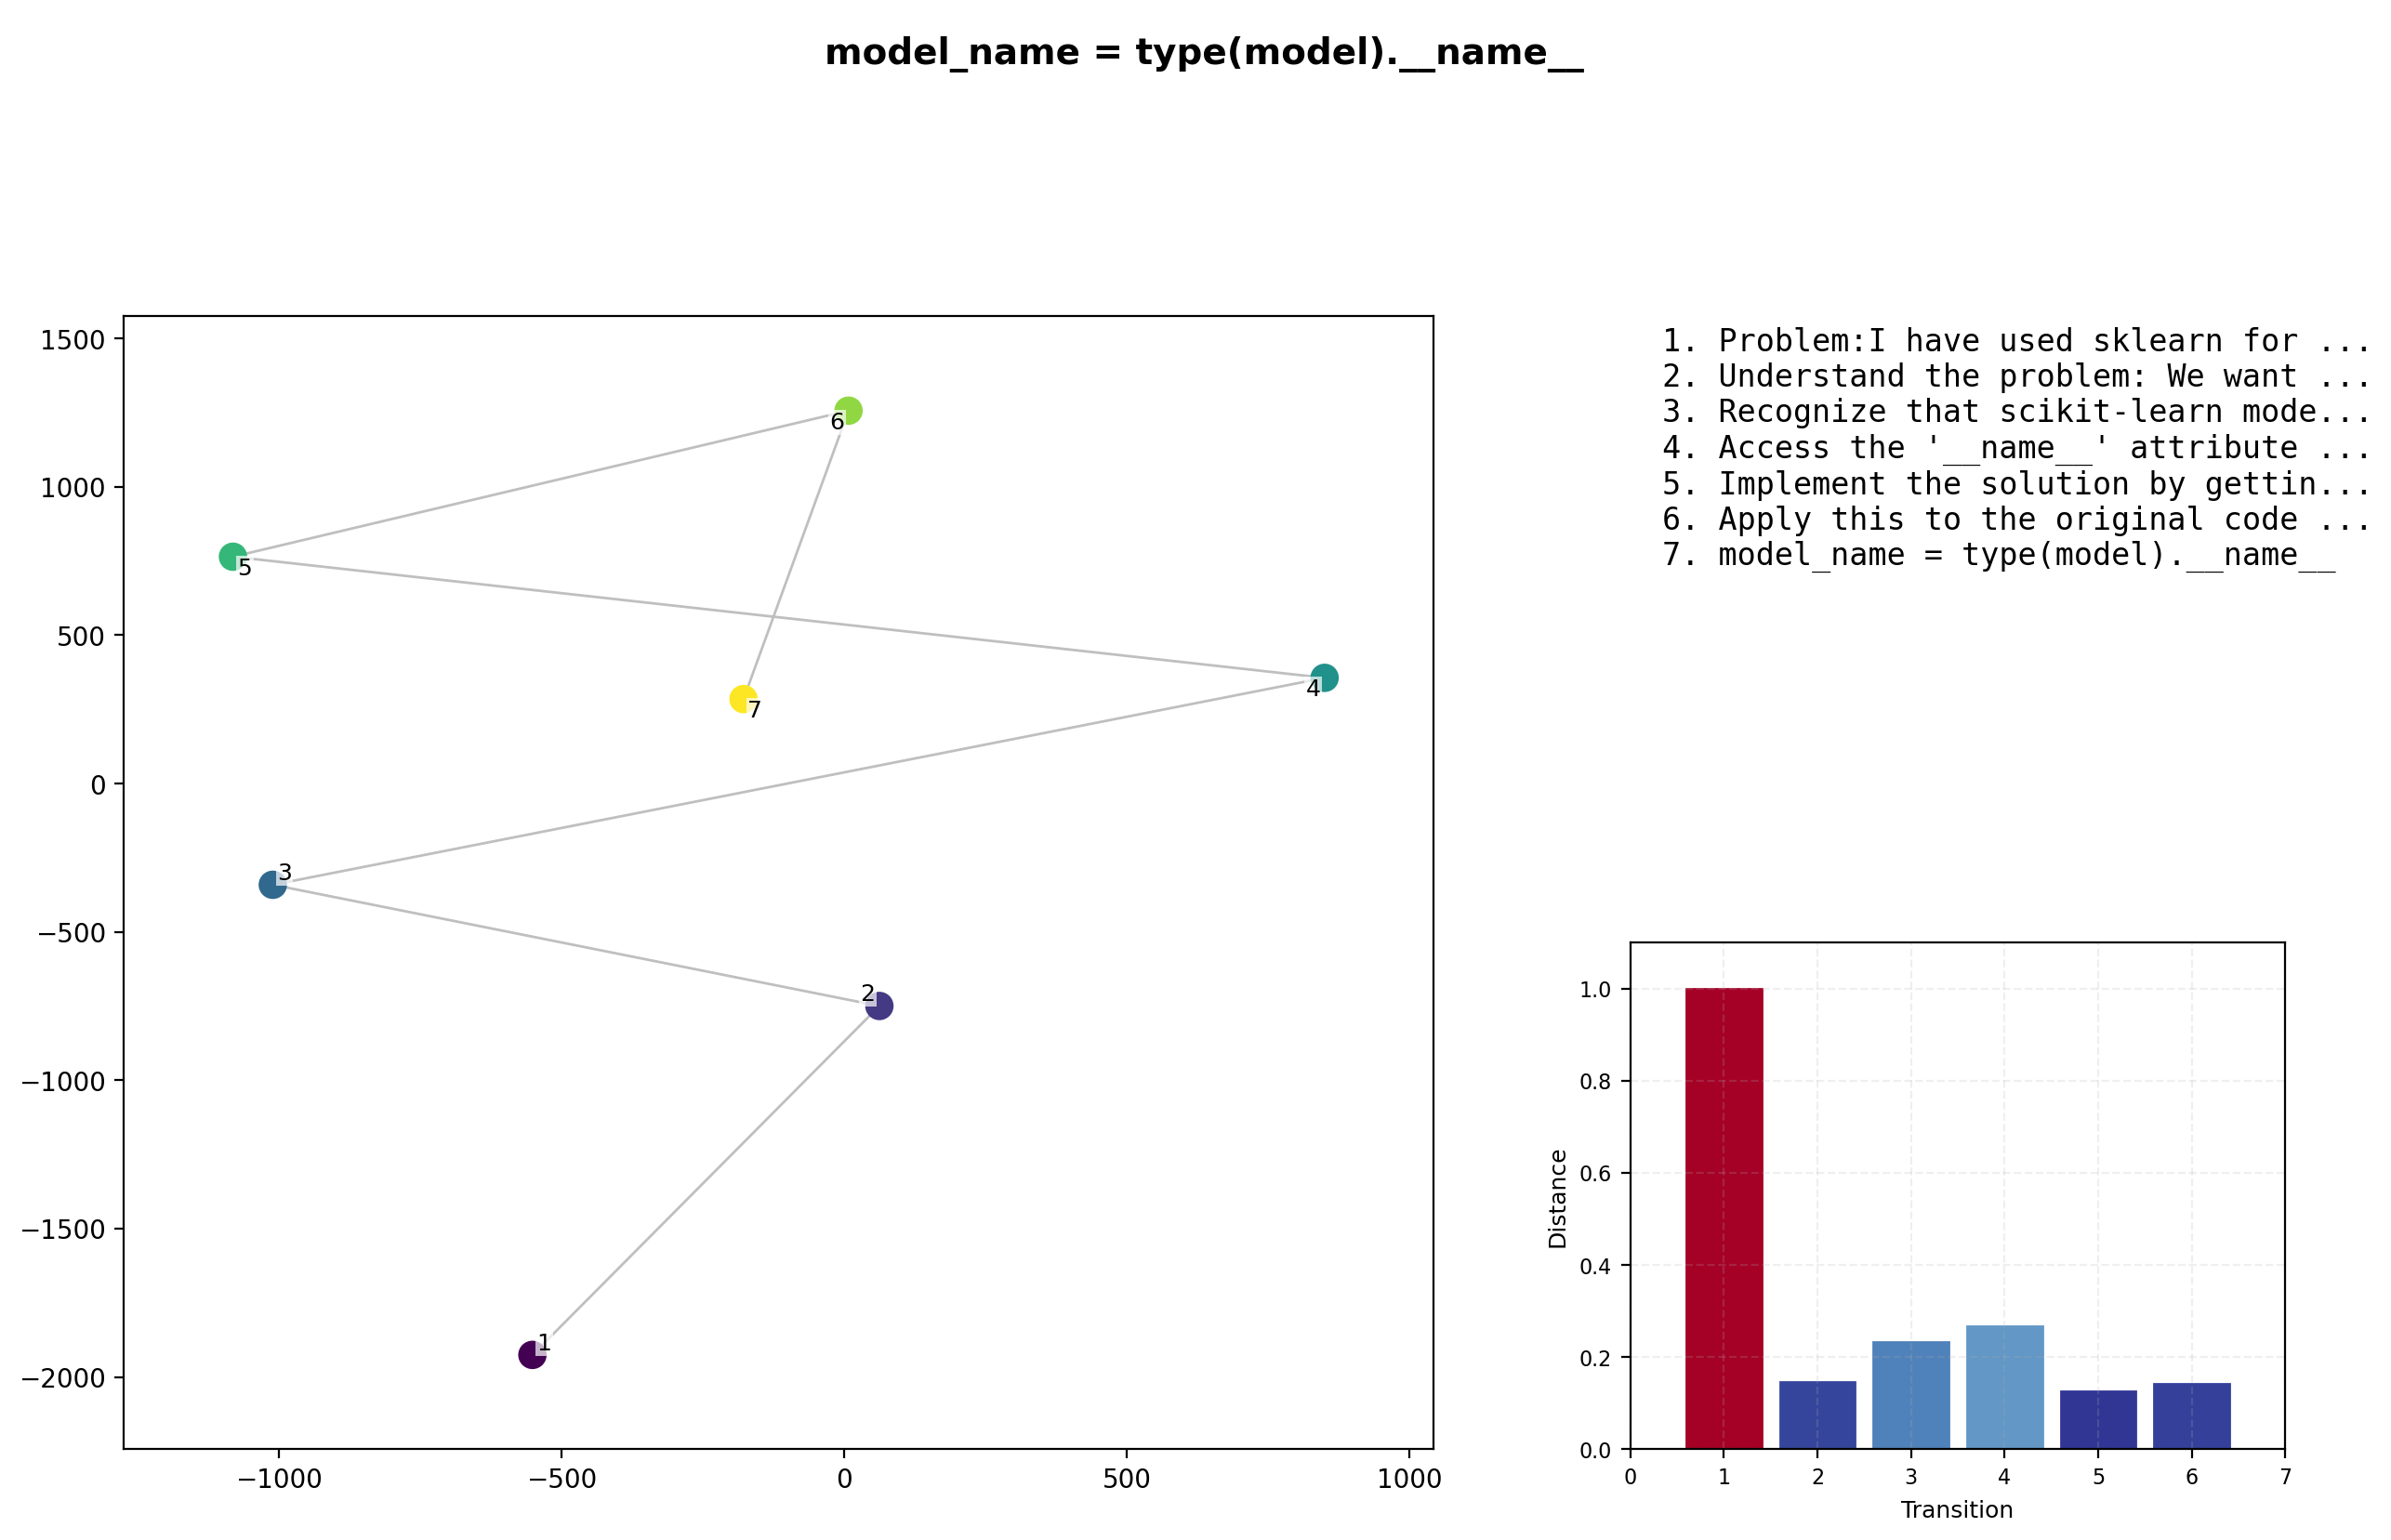 model_name = type(model).__name__
1500
1000
500
0
−500
−1000
−1500
−2000
−1000
−500
0
500
1000
6
5
4
7
3
2
1
1. Problem:I have used sklearn for ...
2. Understand the problem: We want ...
3. Recognize that scikit-learn mode...
4. Access the '__name__' attribute ...
5. Implement the solution by gettin...
6. Apply this to the original code ...
7. model_name = type(model).__name__
Distance
1.0
0.8
0.6
0.4
0.2
0.0
0 1 2 3 4 5 6 7
Transition